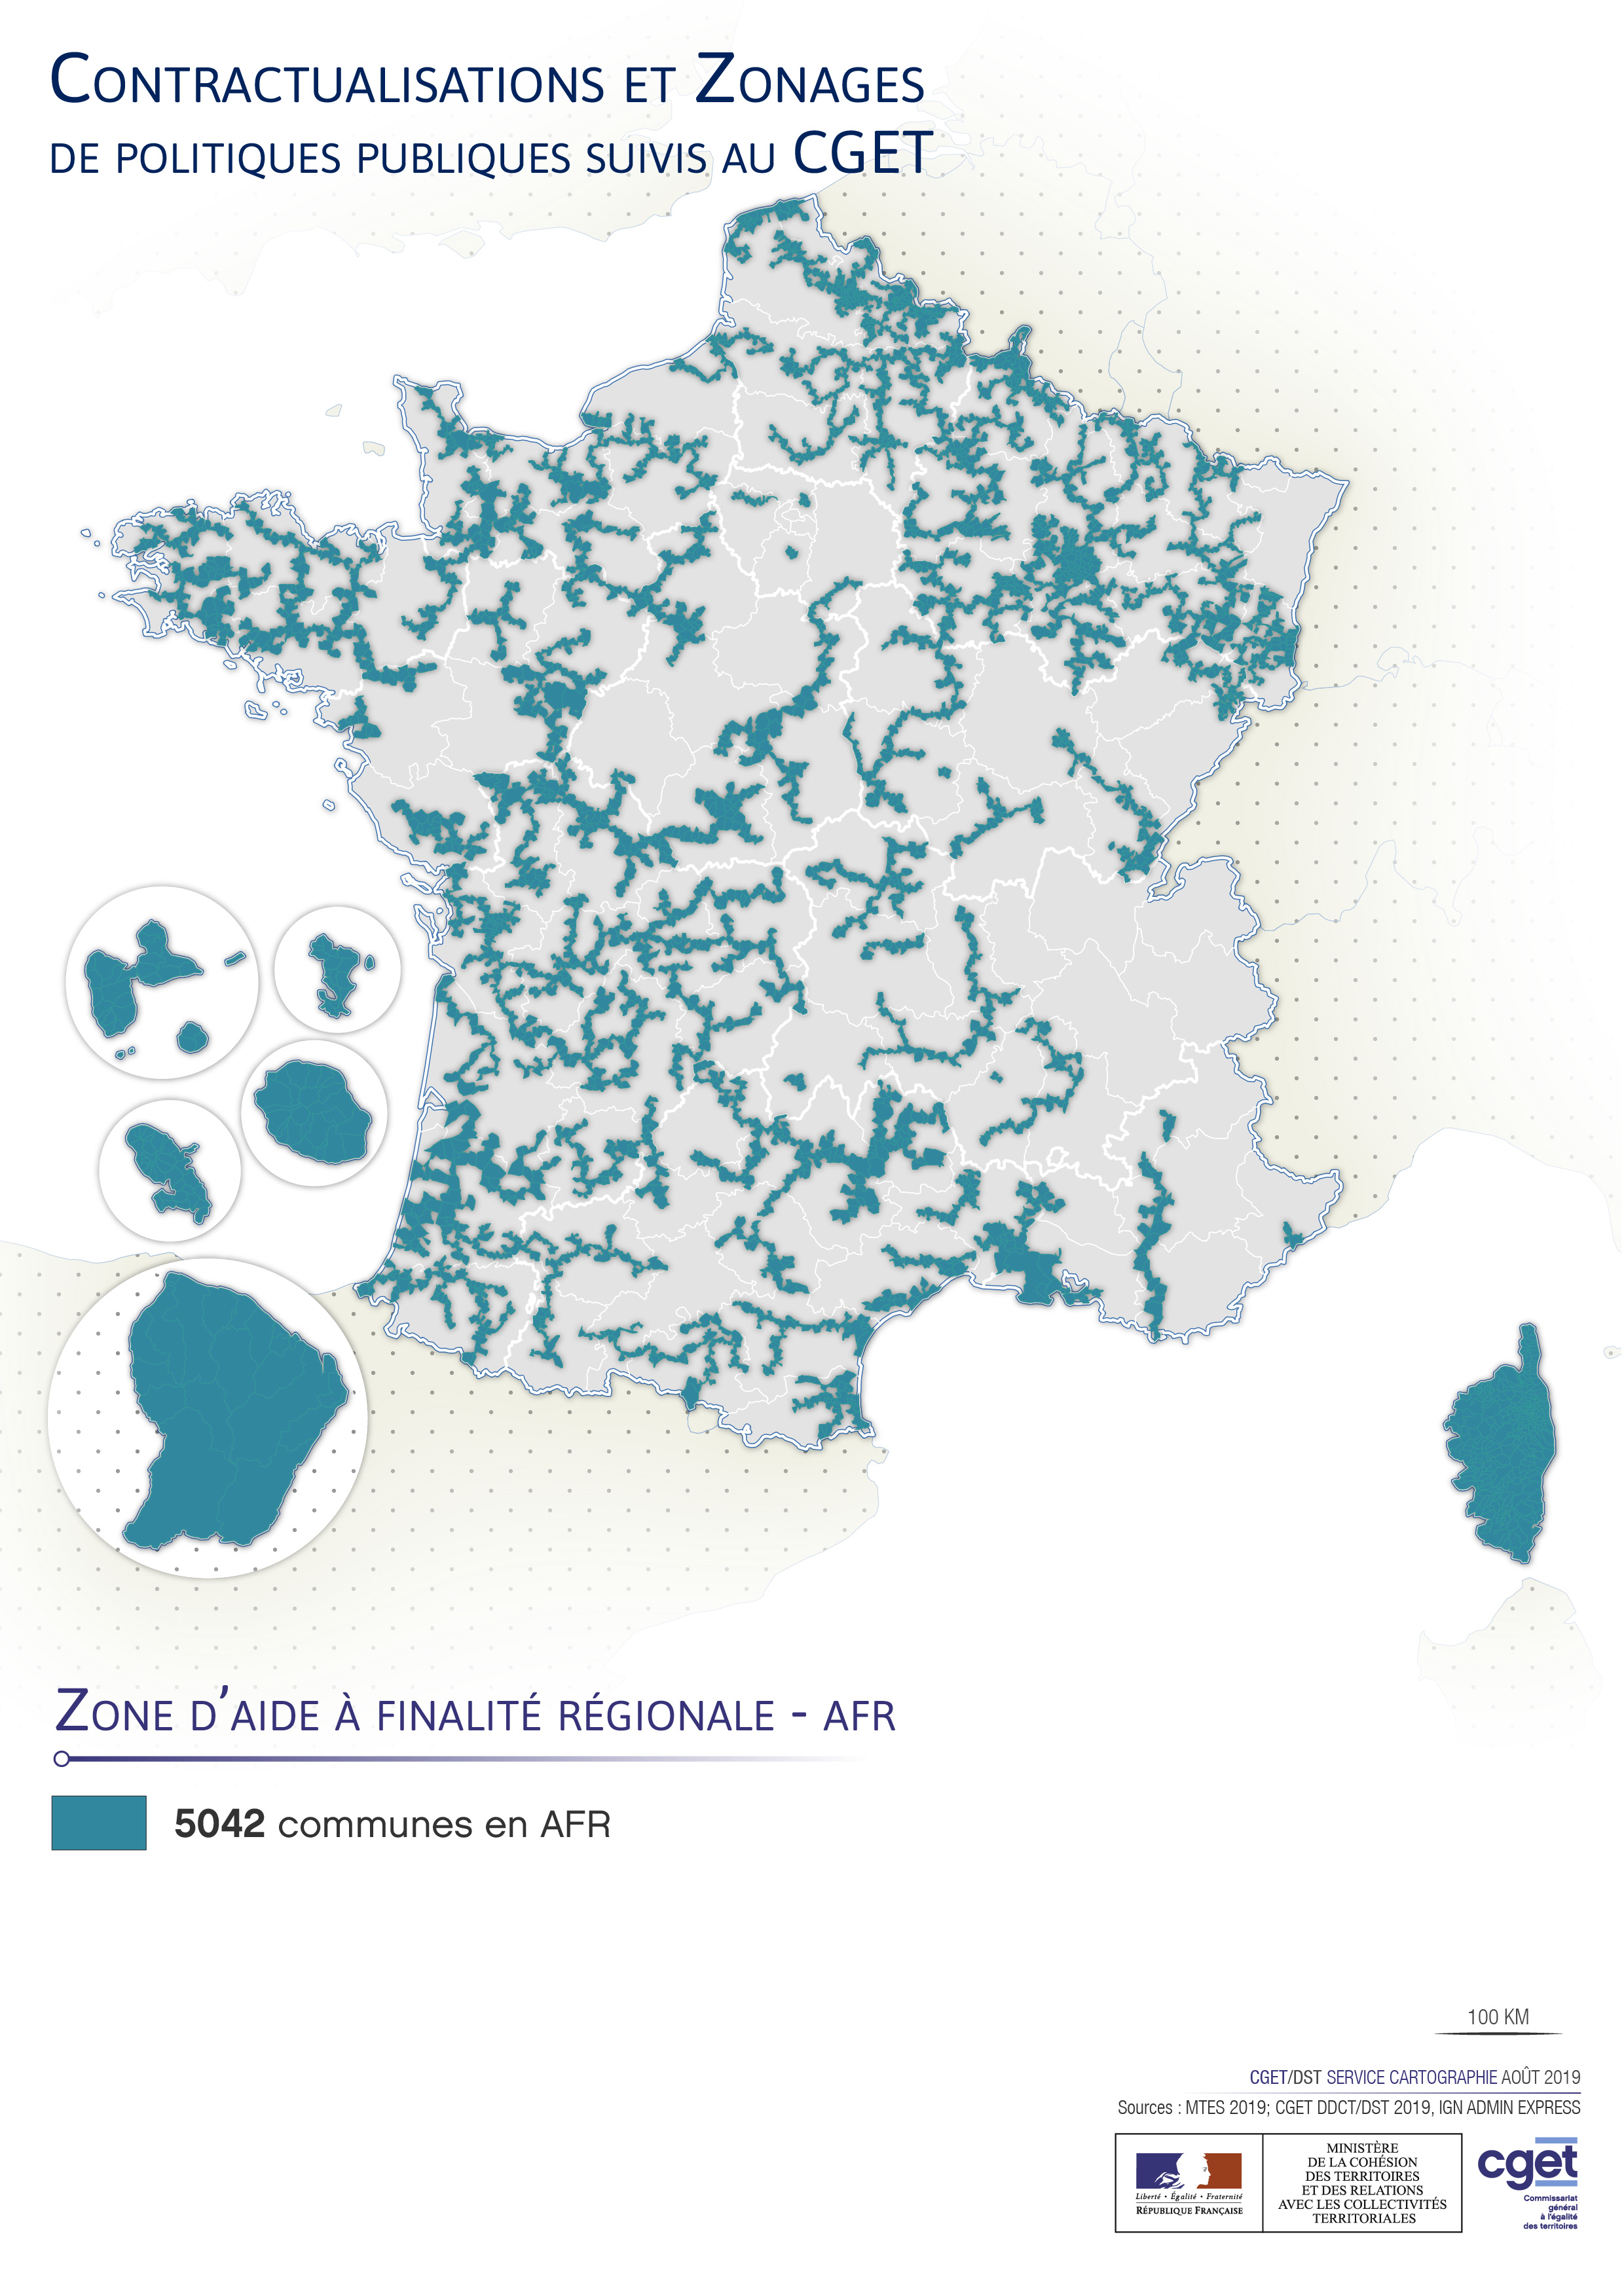 Contractualisations et Zonages
de politiques publiques suivis au CGET
Zone d'aide à finalité régionale - AFR
5042 communes en AFR
100 KM
CGET/DST SERVICE CARTOGRAPHIE AOÛT 2019
Sources : MTES 2019; CGET DDCT/DST 2019, IGN ADMIN EXPRESS
Liberté • Égalité • Fraternité
RÉPUBLIQUE FRANÇAISE
MINISTÈRE
DE LA COHÉSION
DES TERRITOIRES
ET DES RELATIONS
AVEC LES COLLECTIVITÉS
TERRITORIALES
cget
Commissariat
général
à l'égalité
des territoires